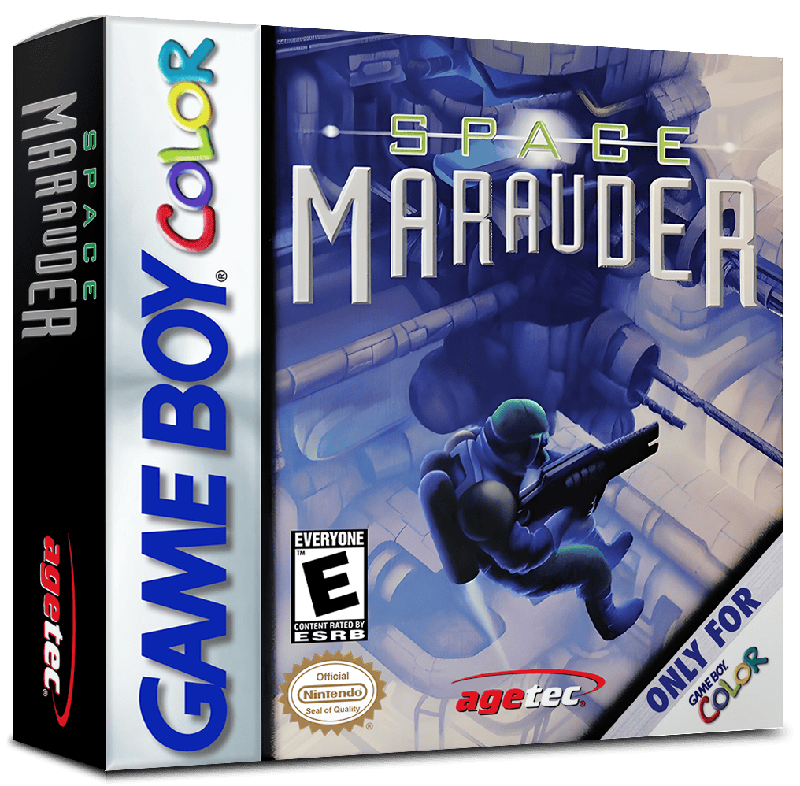 SPACE
MARAUDER
agetec®
GAME BOY COLOR
®
SPACE
MARAUDER
EVERYONE
™
E
CONTENT RATED BY
ESRB
Official
Nintendo
Seal of Quality
®
agetec®
ONLY FOR
GAME BOY
COLOR